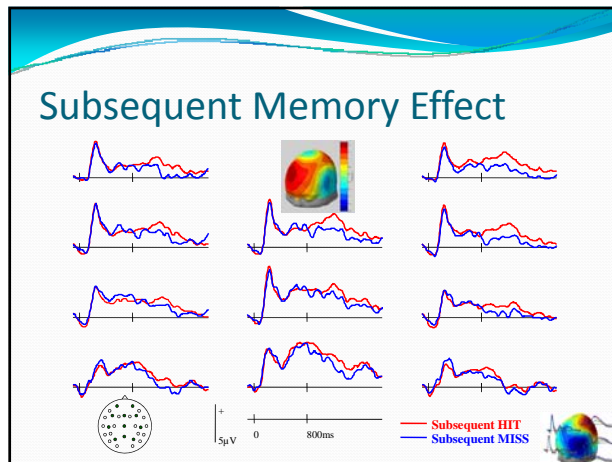 Subsequent Memory Effect
+
5µV
0
800ms
Subsequent HIT
Subsequent MISS